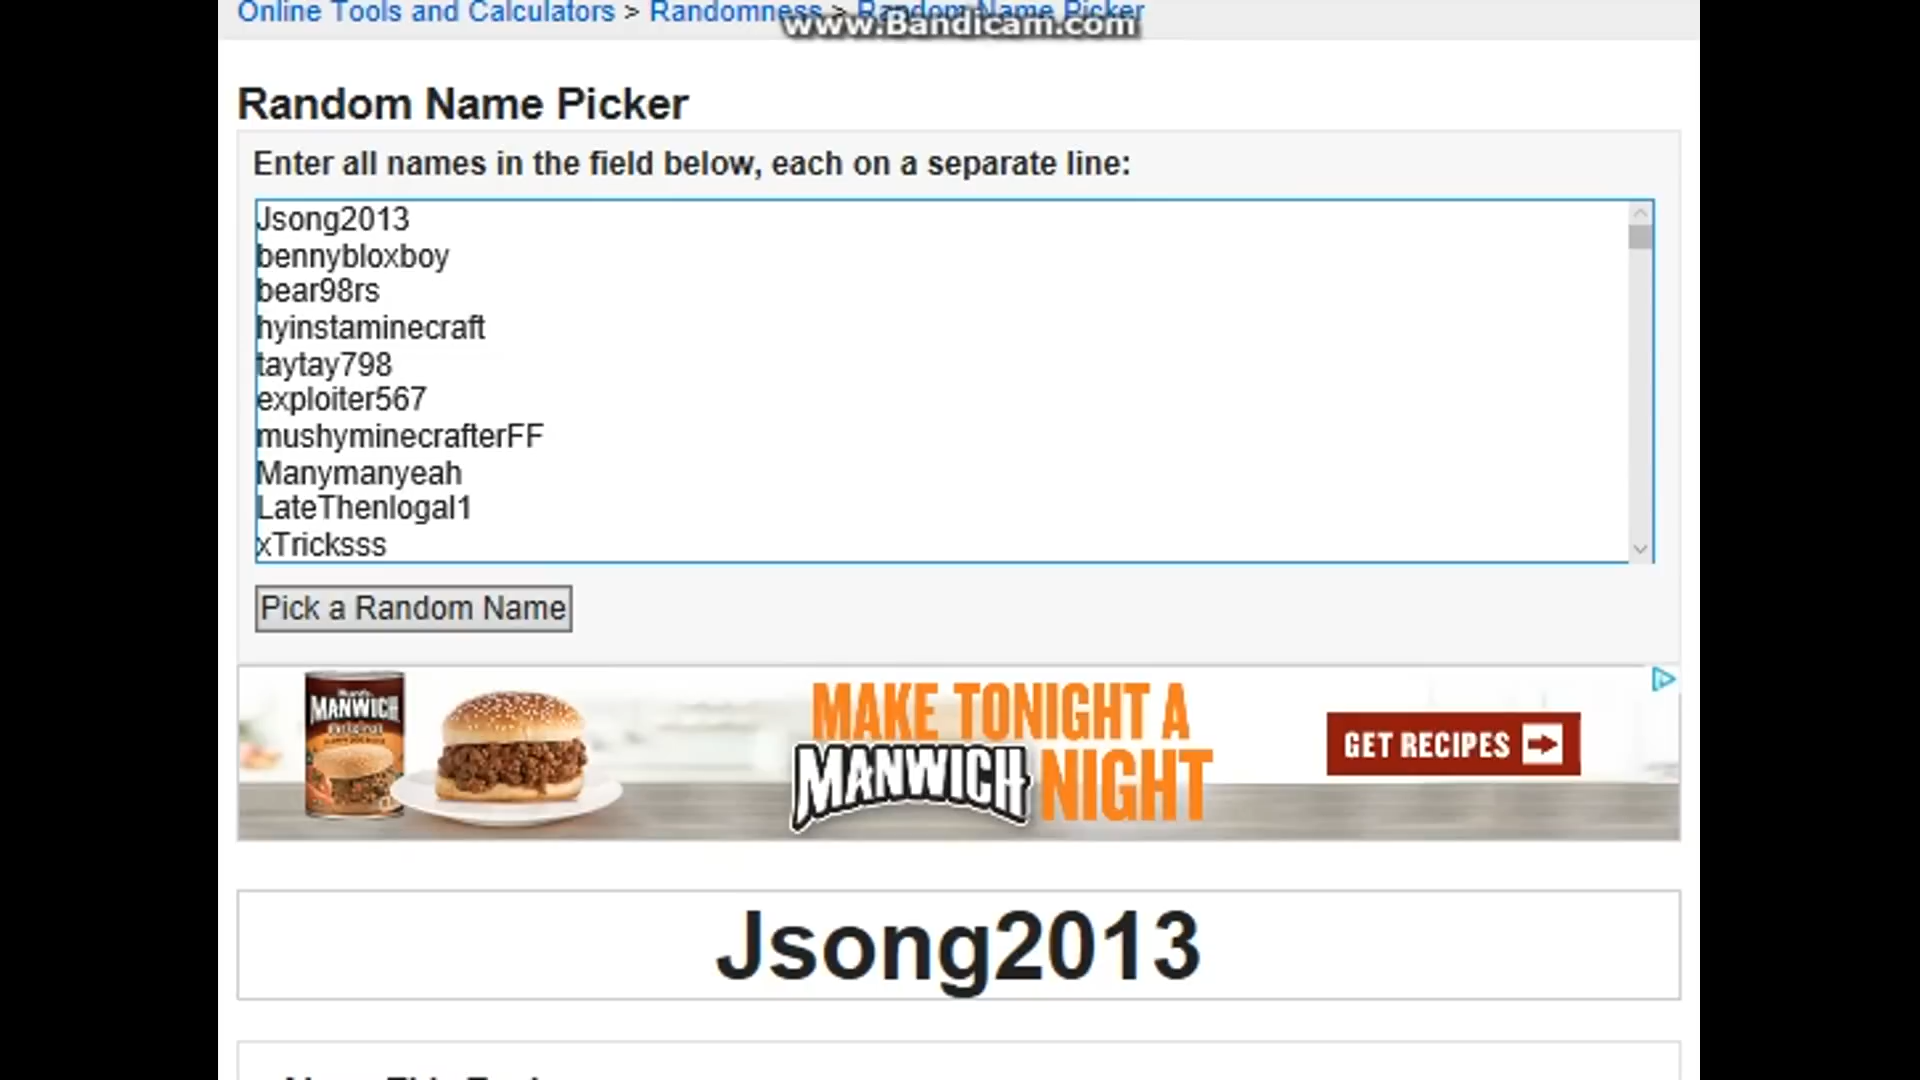 Online Tools and Calculators > Randomness > Random Name Picker
www.Bandicam.com
Random Name Picker
Enter all names in the field below, each on a separate line:
Jsong2013
bennybloxboy
bear98rs
hyinstaminecraft
taytay798
exploiter567
mushyminecrafterFF
Manymanyeah
LateThenlogal1
xTricksss
Pick a Random Name
MANWICH
MAKE TONIGHT A
MANWICH NIGHT
GET RECIPES
Jsong2013